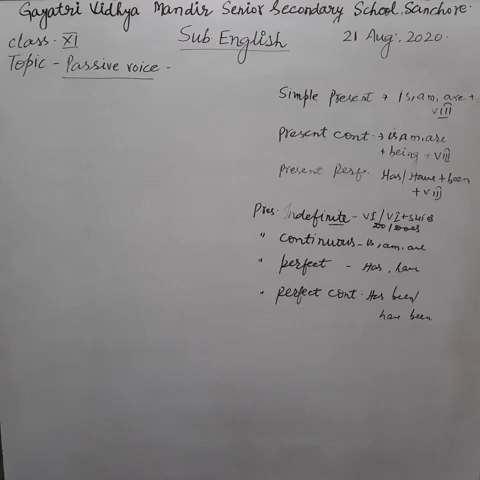 Gayatri Vidhya Mandir Senior Secondary School, Sanchore.
class - XI Sub English 21 Aug. 2020.
Topic - Passive voice -
Simple Present → is, am, are +
VIII
Present cont. → is am, are
+ being + VIII
Present Perf. Has/Have + been
+ VIII
Pres. Indefinite - VI/VI+s/es
Do/Does
" continuous - is, am, are
" perfect - Has, have
" perfect cont. Has been/
have been